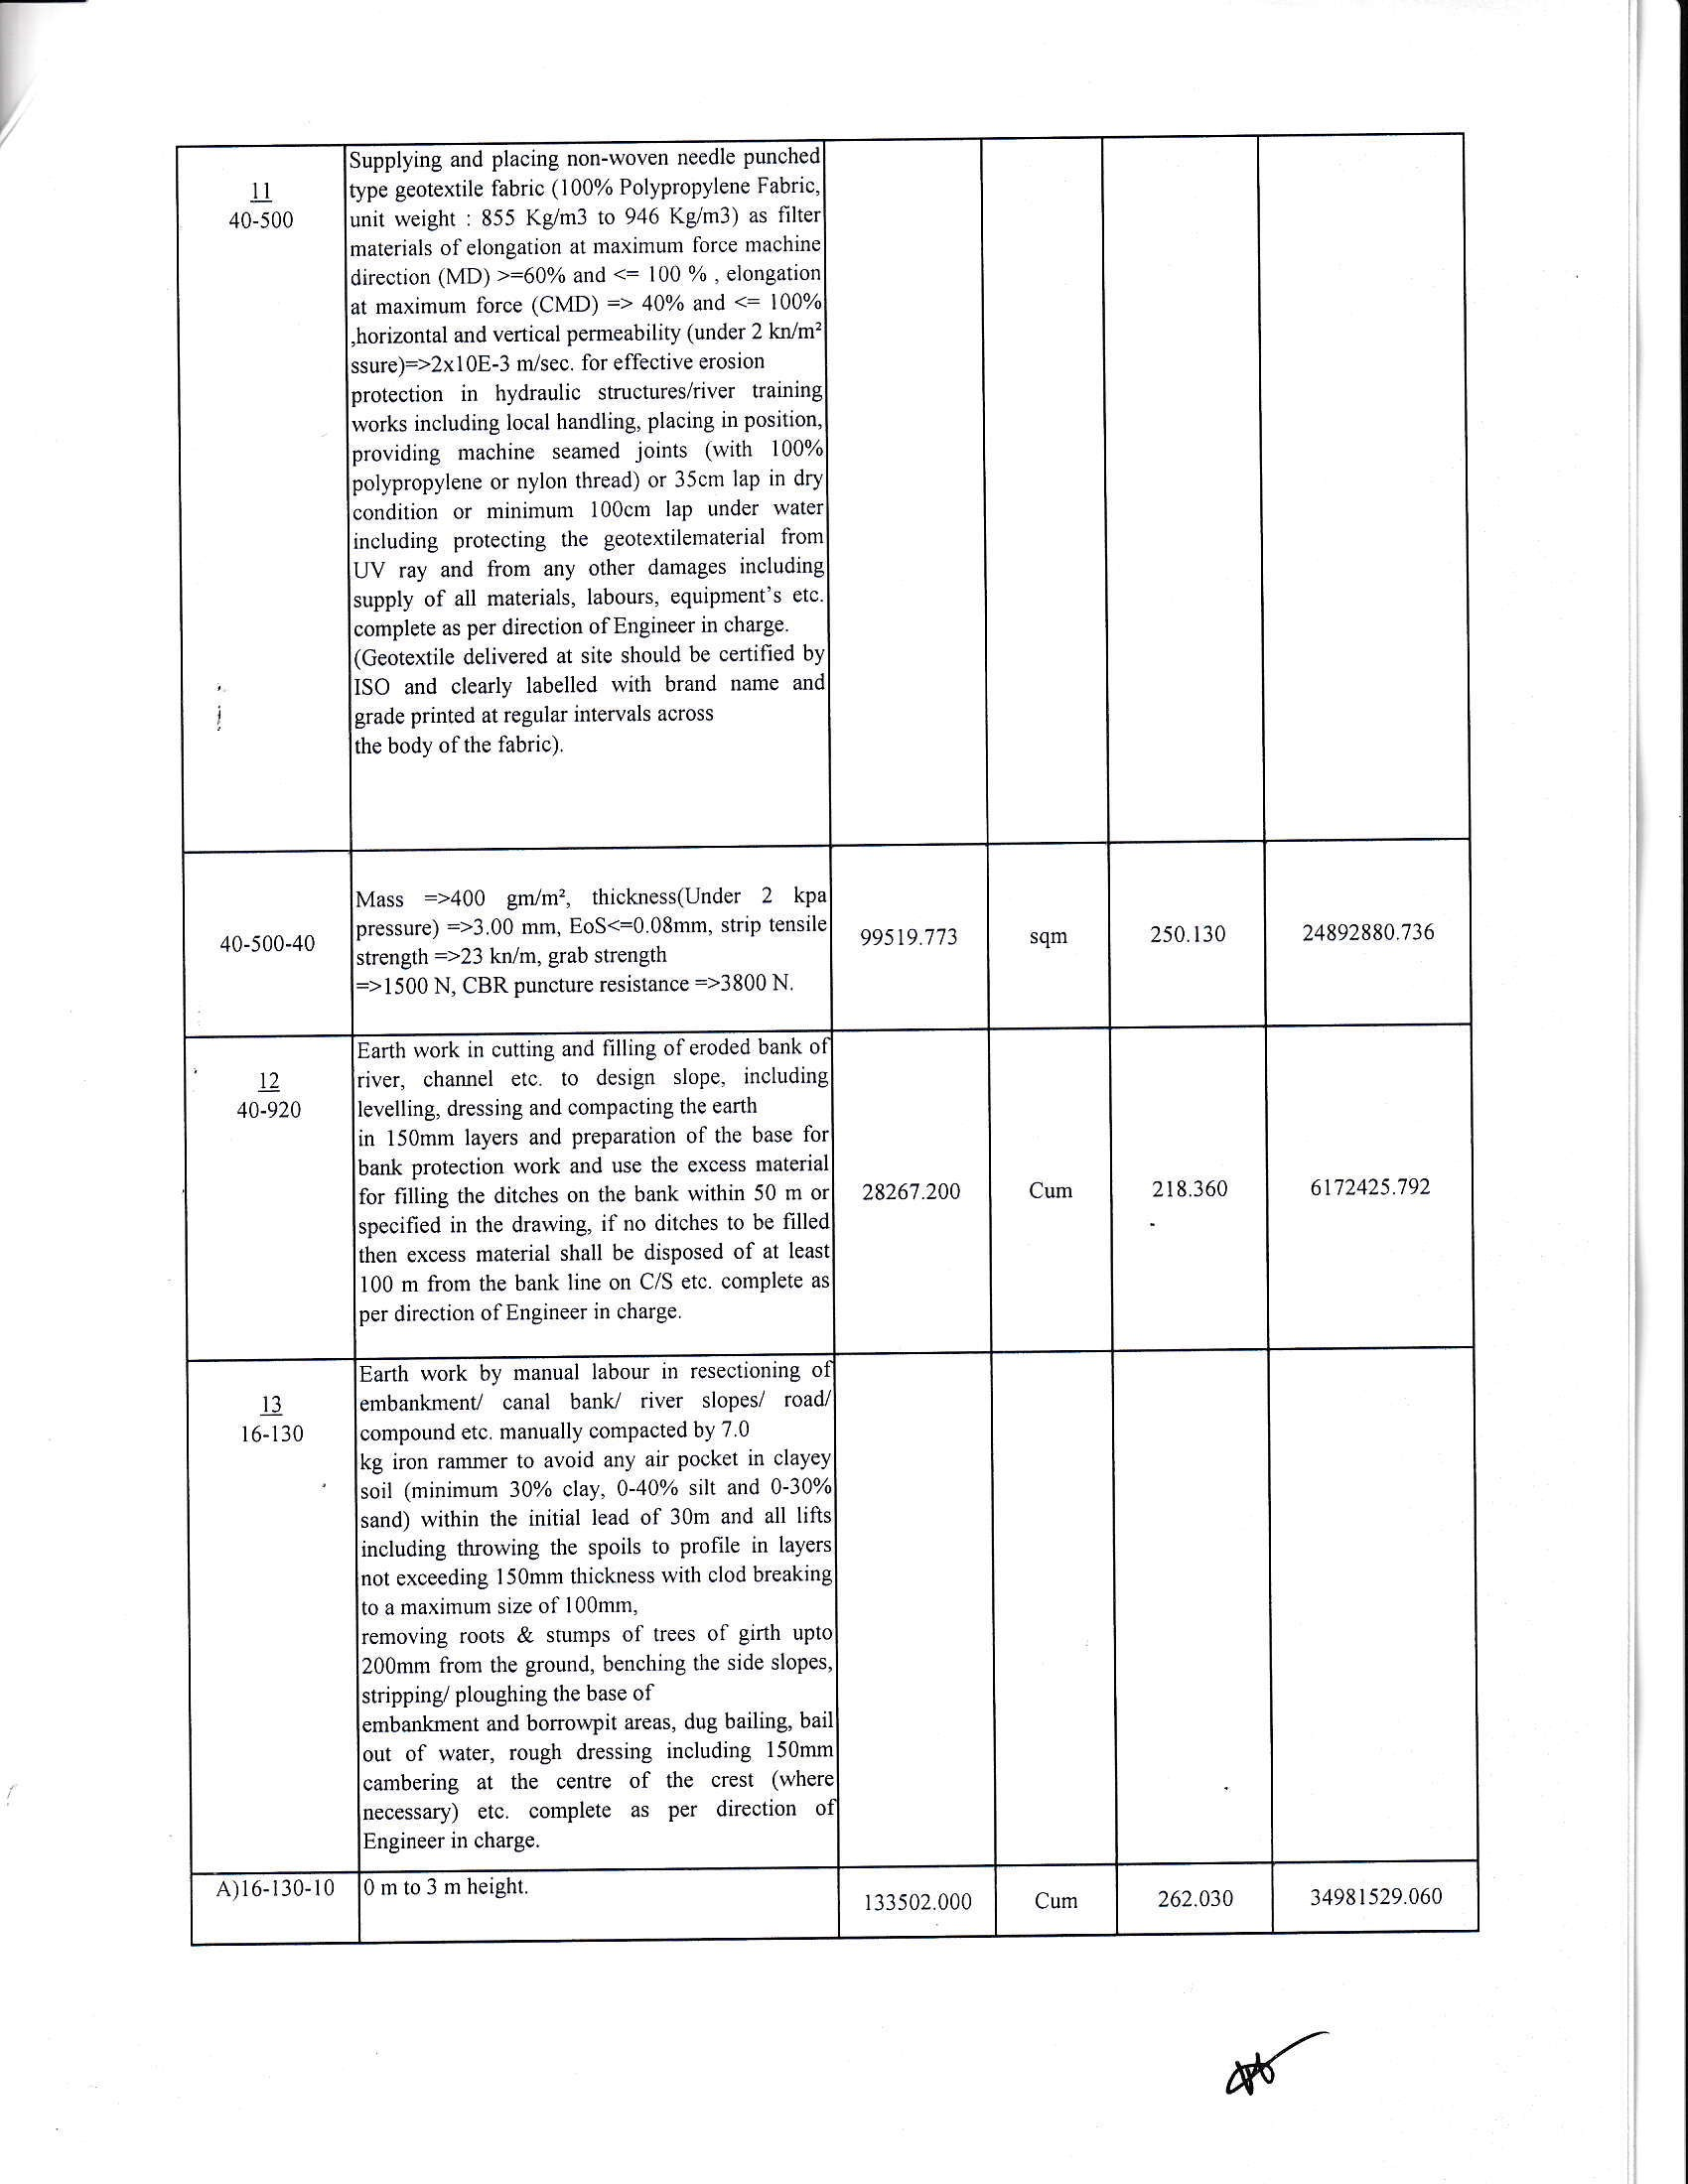 11
40-500
Supplying and placing non-woven needle punched
type geotextile fabric (100% Polypropylene Fabric,
unit weight : 855 Kg/m3 to 946 Kg/m3) as filter
materials of elongation at maximum force machine
direction (MD) >=60% and <= 100 % , elongation
at maximum force (CMD) => 40% and <= 100%
,horizontal and vertical permeability (under 2 kn/m²
ssure)=>2x10E-3 m/sec. for effective erosion
protection in hydraulic structures/river training
works including local handling, placing in position,
providing machine seamed joints (with 100%
polypropylene or nylon thread) or 35cm lap in dry
condition or minimum 100cm lap under water
including protecting the geotextilematerial from
UV ray and from any other damages including
supply of all materials, labours, equipment's etc.
complete as per direction of Engineer in charge.
(Geotextile delivered at site should be certified by
ISO and clearly labelled with brand name and
grade printed at regular intervals across
the body of the fabric).
40-500-40
Mass =>400 gm/m², thickness(Under 2 kpa
pressure) =>3.00 mm, EoS<=0.08mm, strip tensile
strength =>23 kn/m, grab strength
=>1500 N, CBR puncture resistance =>3800 N.
99519.773
sqm
250.130
24892880.736
12
40-920
Earth work in cutting and filling of eroded bank of
river, channel etc. to design slope, including
levelling, dressing and compacting the earth
in 150mm layers and preparation of the base for
bank protection work and use the excess material
for filling the ditches on the bank within 50 m or
specified in the drawing, if no ditches to be filled
then excess material shall be disposed of at least
100 m from the bank line on C/S etc. complete as
per direction of Engineer in charge.
28267.200
Cum
218.360
6172425.792
13
16-130
Earth work by manual labour in resectioning of
embankment/ canal bank/ river slopes/ road/
compound etc. manually compacted by 7.0
kg iron rammer to avoid any air pocket in clayey
soil (minimum 30% clay, 0-40% silt and 0-30%
sand) within the initial lead of 30m and all lifts
including throwing the spoils to profile in layers
not exceeding 150mm thickness with clod breaking
to a maximum size of 100mm,
removing roots & stumps of trees of girth upto
200mm from the ground, benching the side slopes,
stripping/ ploughing the base of
embankment and borrowpit areas, dug bailing, bail
out of water, rough dressing including 150mm
cambering at the centre of the crest (where
necessary) etc. complete as per direction of
Engineer in charge.
A)16-130-10
0 m to 3 m height.
133502.000
Cum
262.030
34981529.060